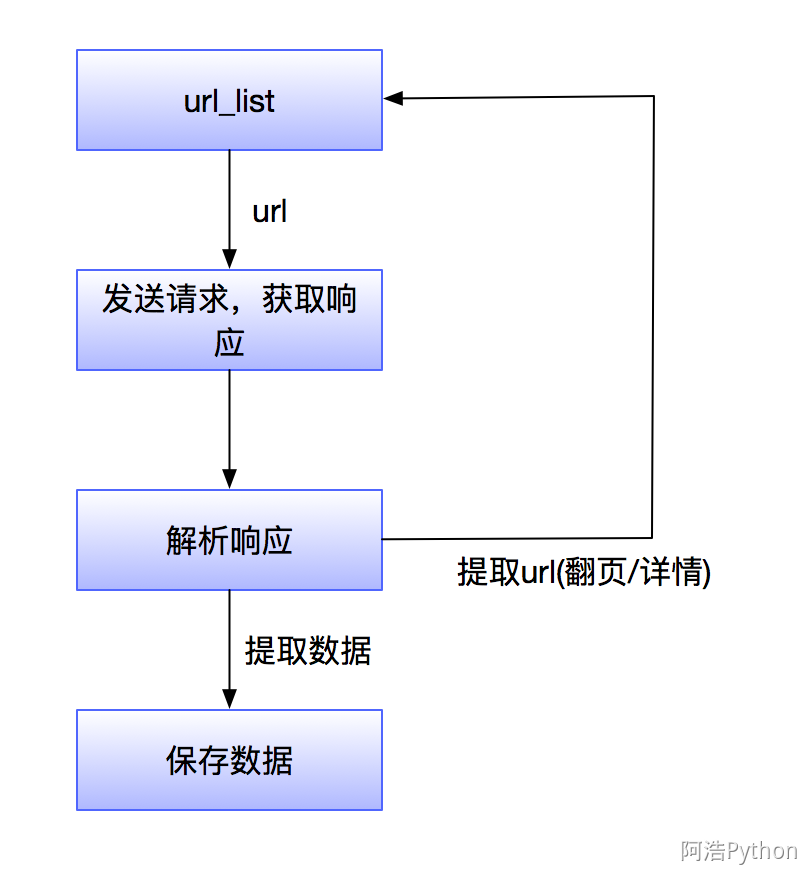 url_list
url
发送请求，获取响
应
解析响应
提取url(翻页/详情)
提取数据
保存数据
阿浩Python